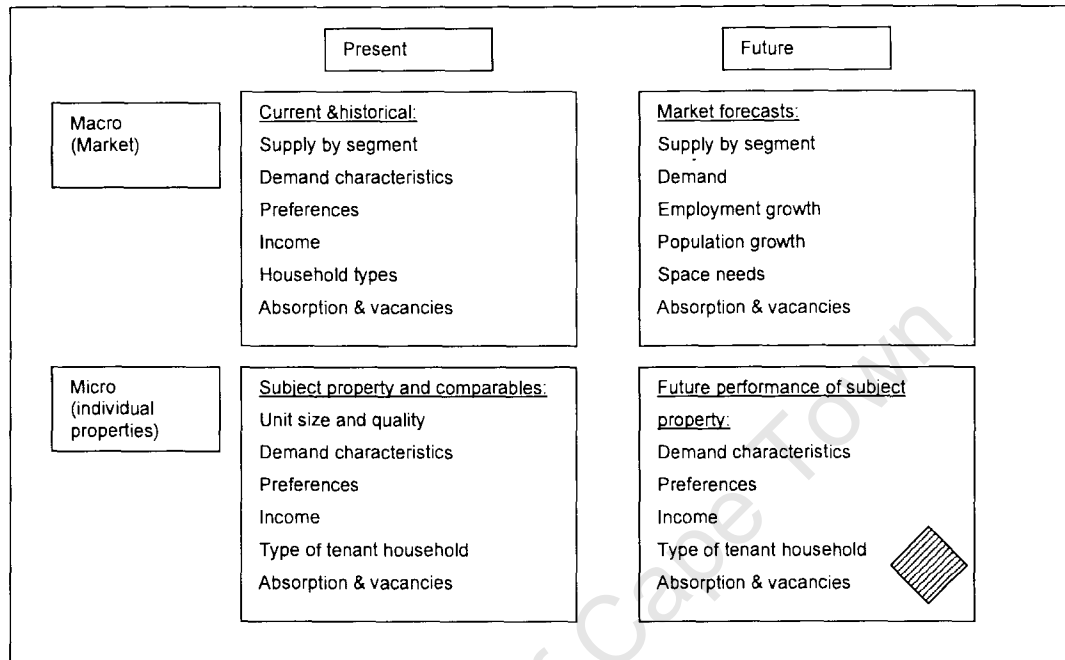 Present
Future
Macro
(Market)
Current &historical:
Supply by segment
Demand characteristics
Preferences
Income
Household types
Absorption & vacancies
Market forecasts:
Supply by segment
Demand
Employment growth
Population growth
Space needs
Absorption & vacancies
Micro
(individual
properties)
Subject property and comparables:
Unit size and quality
Demand characteristics
Preferences
Income
Type of tenant household
Absorption & vacancies
Future performance of subject
property:
Demand characteristics
Preferences
Income
Type of tenant household
Absorption & vacancies
of Cape Town